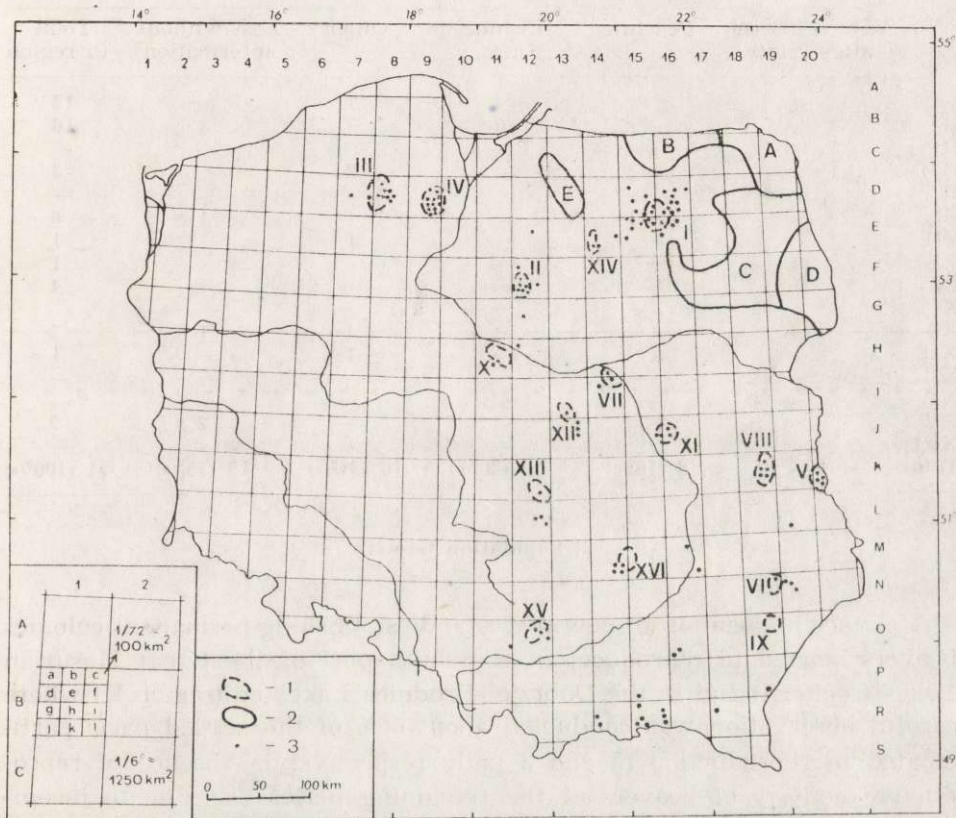 14° 16° 18° 20° 22° 24°
55°
1 2 3 4 5 6 7 8 9 10 11 12 13 14 15 16 17 18 19 20
A
B
B A C
III IV E D
I E
XIV
II C D F
53°
G
X H
VII I
XII XI VIII J
XIII V K
L
51°
M
XVI N
VI
XV IX O
P
R
S
49°
1 2
A
1/72°
100 km²
a b c
d e f
B g h i
j k l
C 1/6°
1250 km²
1
2
3
0 50 100 km